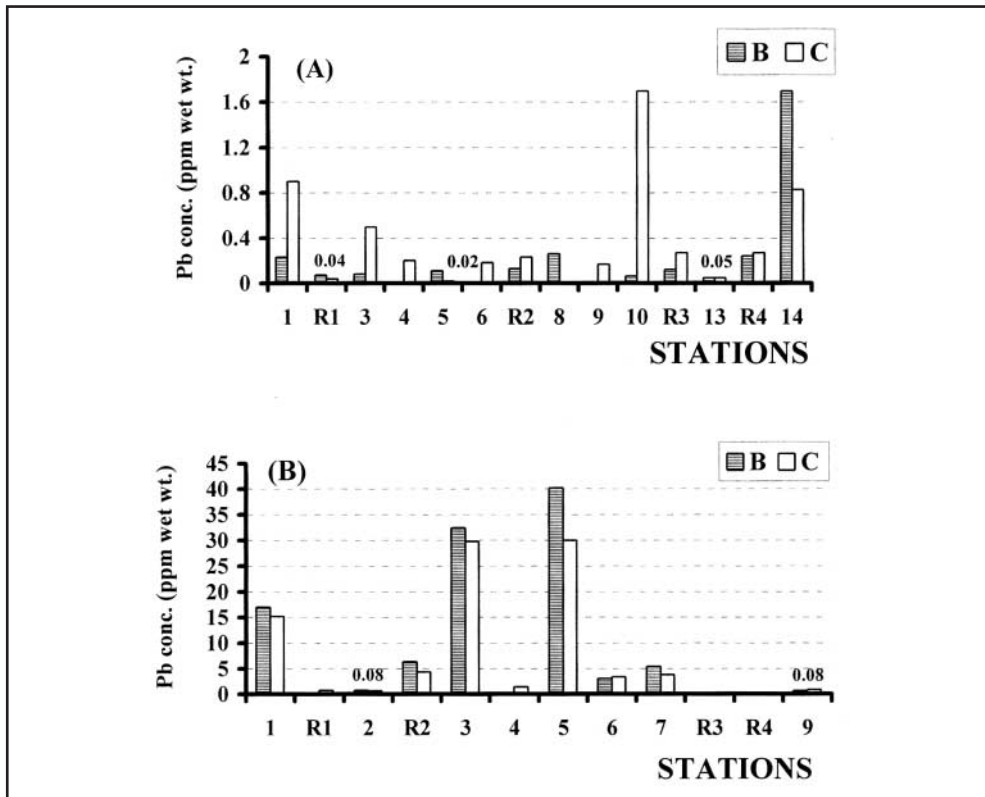 (A)
B C
Pb conc. (ppm wet wt.)
2
1.6
1.2
0.8
0.4
0
0.04 0.02 0.05
1 R1 3 4 5 6 R2 8 9 10 R3 13 R4 14
STATIONS
(B)
B C
Pb conc. (ppm wet wt.)
45
40
35
30
25
20
15
10
5
0
0.08 0.08
1 R1 2 R2 3 4 5 6 7 R3 R4 9
STATIONS